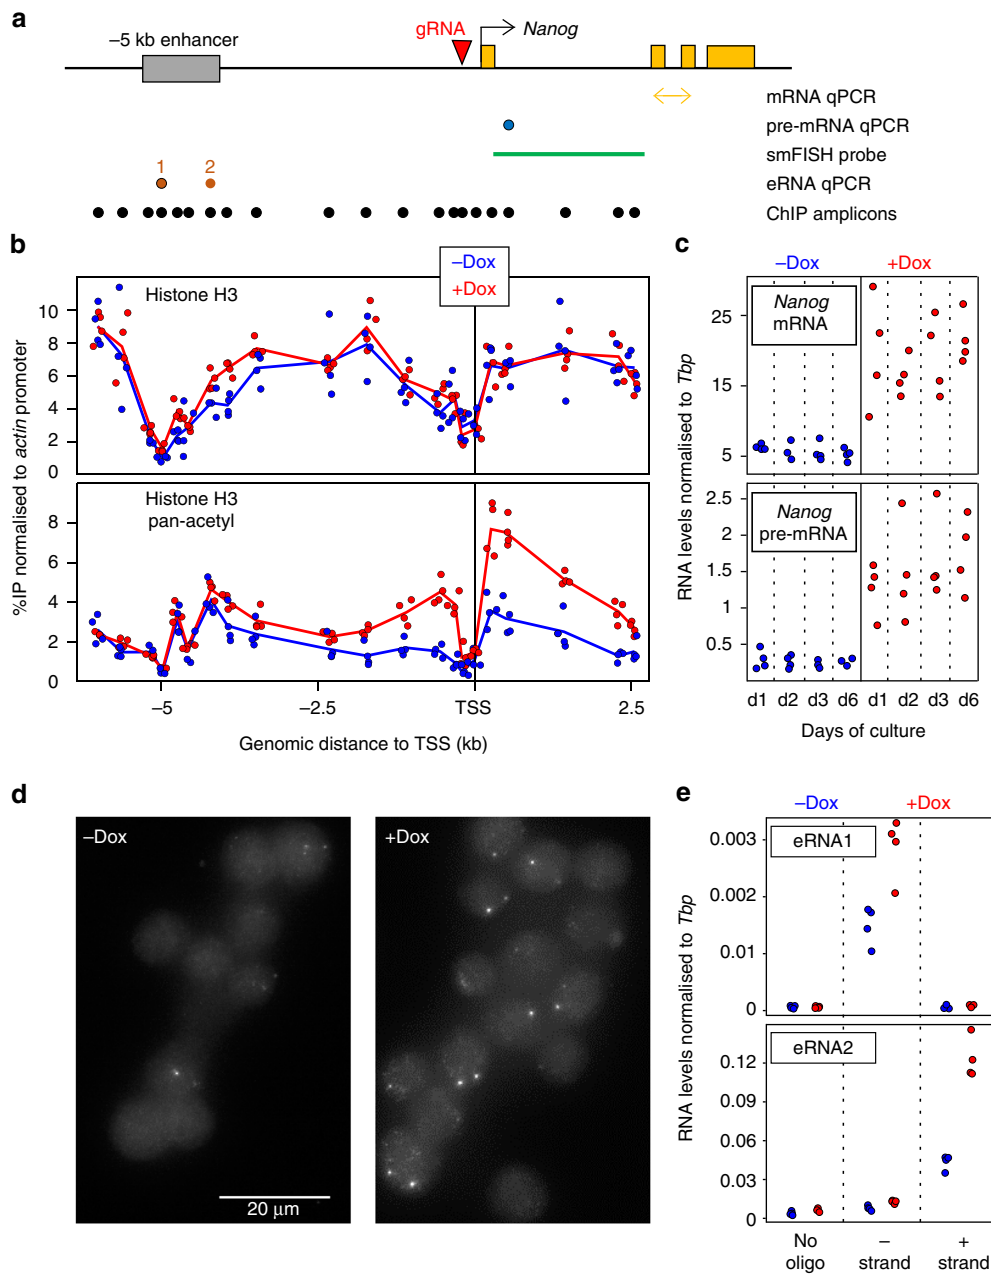 a
–5 kb enhancer
gRNA
Nanog
mRNA qPCR
pre-mRNA qPCR
smFISH probe
1
2
eRNA qPCR
ChIP amplicons
b
–Dox
+Dox
Histone H3
10
8
6
4
2
0
Histone H3
pan-acetyl
8
6
4
2
0
%IP normalised to actin promoter
–5
–2.5
TSS
2.5
Genomic distance to TSS (kb)
c
–Dox
+Dox
Nanog
mRNA
25
15
5
Nanog
pre-mRNA
2.5
2
1.5
1
0.5
RNA levels normalised to Tbp
d1
d2
d3
d6
d1
d2
d3
d6
Days of culture
d
–Dox
+Dox
20 μm
e
–Dox
+Dox
eRNA1
0.003
0.002
0.01
0
eRNA2
0.12
0.06
0.03
0
RNA levels normalised to Tbp
No
oligo
–
strand
+
strand